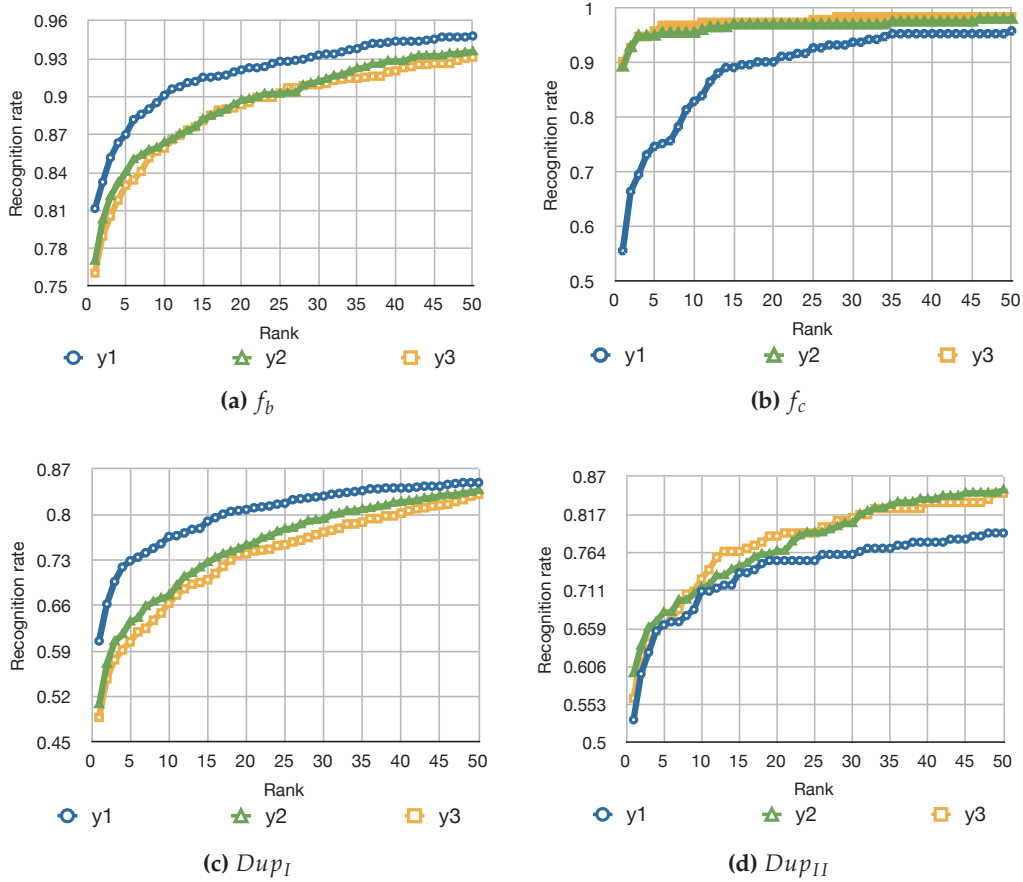 0.96
0.93
0.9
0.87
0.84
0.81
0.78
0.75
Recognition rate
0 5 10 15 20 25 30 35 40 45 50
Rank
y1 y2 y3
(a) f_b
1
0.9
0.8
0.7
0.6
0.5
Recognition rate
0 5 10 15 20 25 30 35 40 45 50
Rank
y1 y2 y3
(b) f_c
0.87
0.8
0.73
0.66
0.59
0.52
0.45
Recognition rate
0 5 10 15 20 25 30 35 40 45 50
Rank
y1 y2 y3
(c) Dup_I
0.87
0.817
0.764
0.711
0.659
0.606
0.553
0.5
Recognition rate
0 5 10 15 20 25 30 35 40 45 50
Rank
y1 y2 y3
(d) Dup_{II}